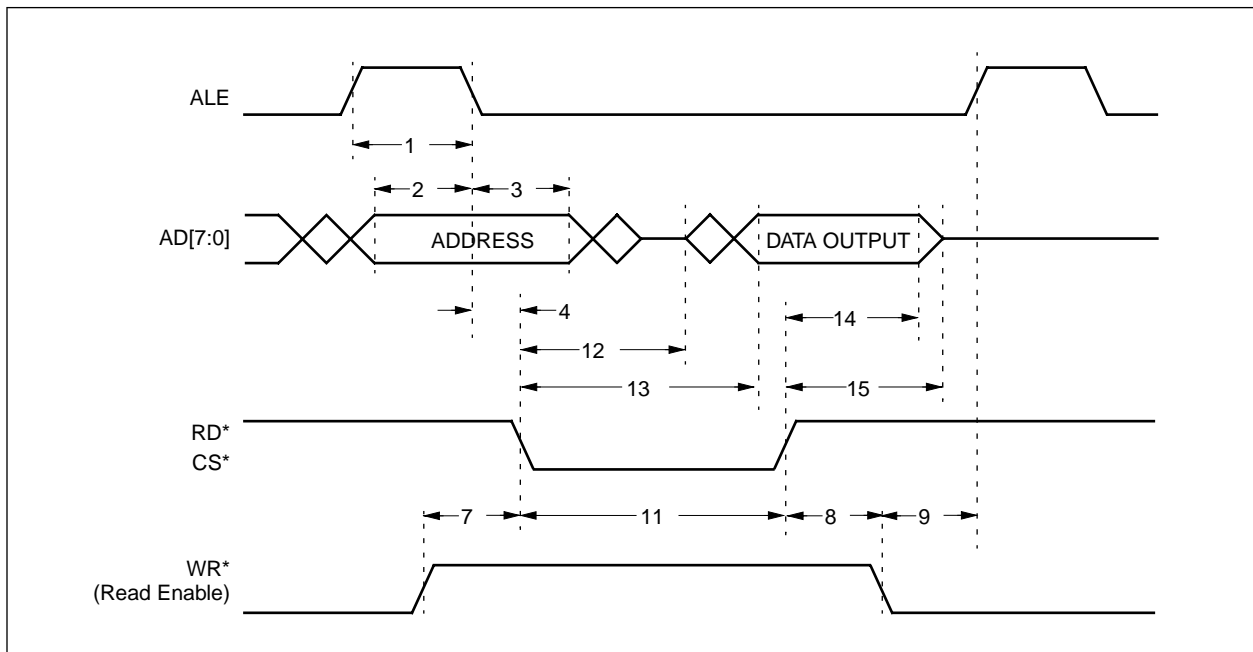 ALE
1
2
3
AD[7:0]
ADDRESS
DATA OUTPUT
4
14
12
13
15
RD*
CS*
7
11
8
9
WR*
(Read Enable)